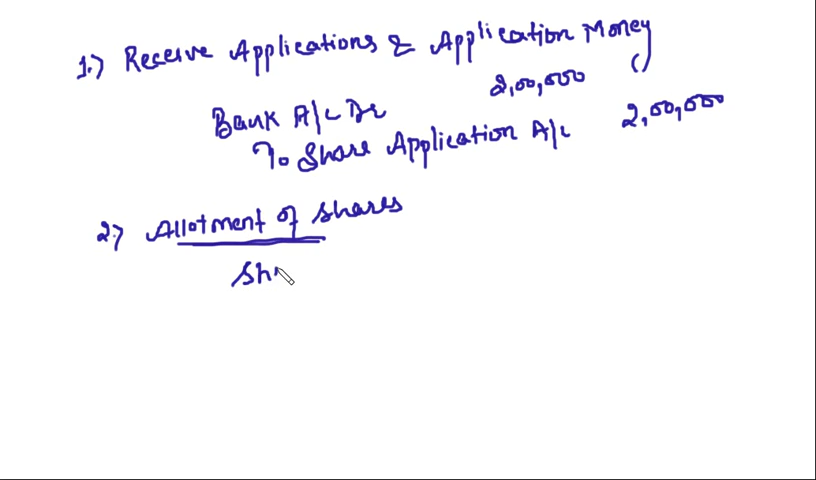 1.) Receive Applications & Application Money
()
Bank A/c Dr 2,00,000
To Share Application A/c 2,00,000
2.) Allotment of shares
Sh